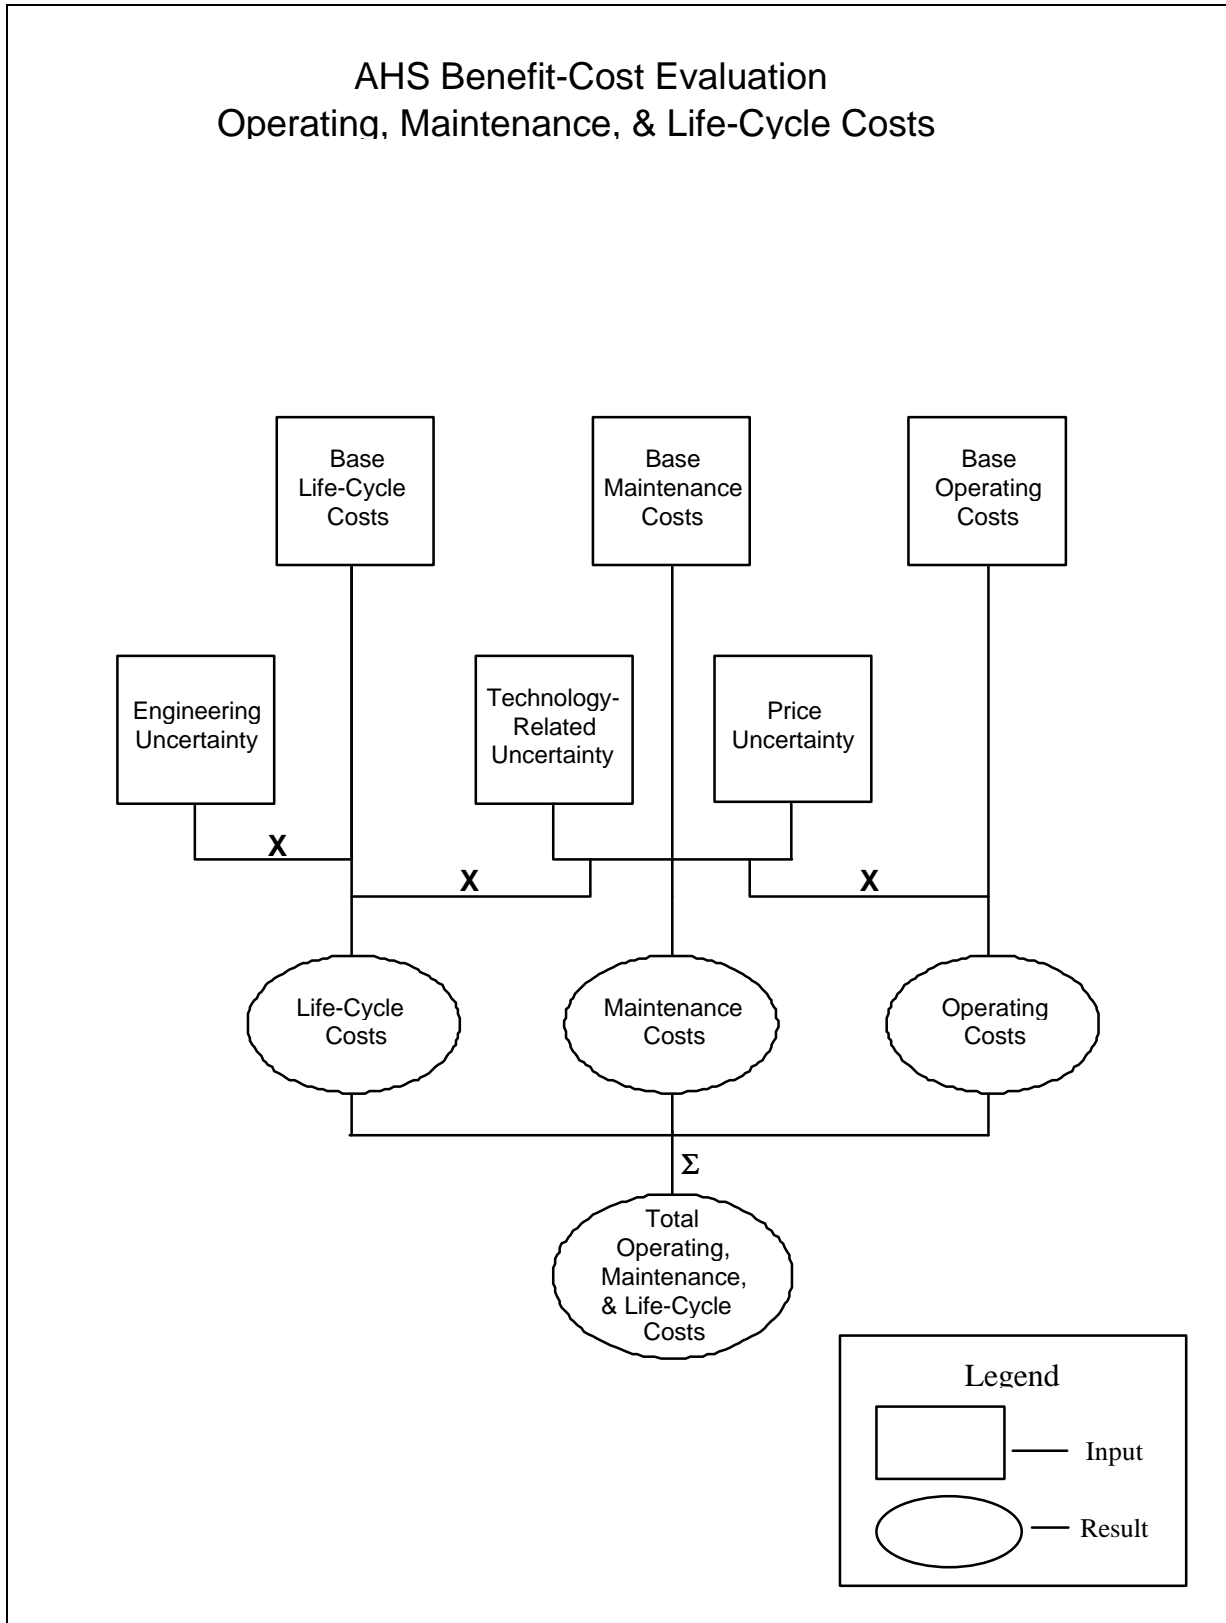 AHS Benefit-Cost Evaluation
Operating, Maintenance, & Life-Cycle Costs
Base
Life-Cycle
Costs
Base
Maintenance
Costs
Base
Operating
Costs
Engineering
Uncertainty
Technology-
Related
Uncertainty
Price
Uncertainty
X
X
X
Life-Cycle
Costs
Maintenance
Costs
Operating
Costs
Σ
Total
Operating,
Maintenance,
& Life-Cycle
Costs
Legend
Input
Result